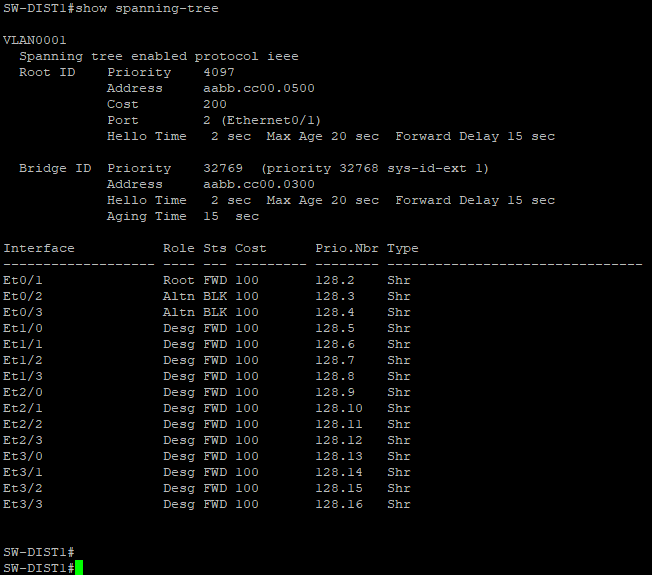 SW-DIST1#show spanning-tree
VLAN0001
  Spanning tree enabled protocol ieee
  Root ID    Priority    4097
             Address     aabb.cc00.0500
             Cost        200
             Port        2 (Ethernet0/1)
             Hello Time   2 sec  Max Age 20 sec  Forward Delay 15 sec
  Bridge ID  Priority    32769  (priority 32768 sys-id-ext 1)
             Address     aabb.cc00.0300
             Hello Time   2 sec  Max Age 20 sec  Forward Delay 15 sec
             Aging Time  15  sec
Interface           Role Sts Cost      Prio.Nbr Type
------------------- ---- --- --------- -------- --------------------------------
Et0/1               Root FWD 100       128.2    Shr
Et0/2               Altn BLK 100       128.3    Shr
Et0/3               Altn BLK 100       128.4    Shr
Et1/0               Desg FWD 100       128.5    Shr
Et1/1               Desg FWD 100       128.6    Shr
Et1/2               Desg FWD 100       128.7    Shr
Et1/3               Desg FWD 100       128.8    Shr
Et2/0               Desg FWD 100       128.9    Shr
Et2/1               Desg FWD 100       128.10   Shr
Et2/2               Desg FWD 100       128.11   Shr
Et2/3               Desg FWD 100       128.12   Shr
Et3/0               Desg FWD 100       128.13   Shr
Et3/1               Desg FWD 100       128.14   Shr
Et3/2               Desg FWD 100       128.15   Shr
Et3/3               Desg FWD 100       128.16   Shr
SW-DIST1#
SW-DIST1#